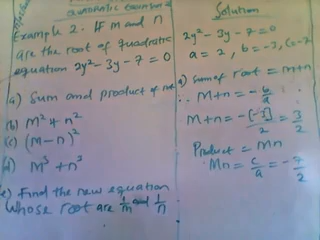 quadratic equation
Example 2: If m and n
are the root of quadratic
equation 2y² - 3y - 7 = 0
a) Sum and product of root
(b) m² + n²
(c) (m - n)²
(d) m³ + n³
(e) Find the new equation
whose root are 1/m and 1/n
Solution
2y² - 3y - 7 = 0
a = 2, b = -3, c = -7
a) Sum of root = m + n
∴ m + n = -b/a
m + n = -[-3]/2 = 3/2
Product = mn
mn = c/a = -7/2